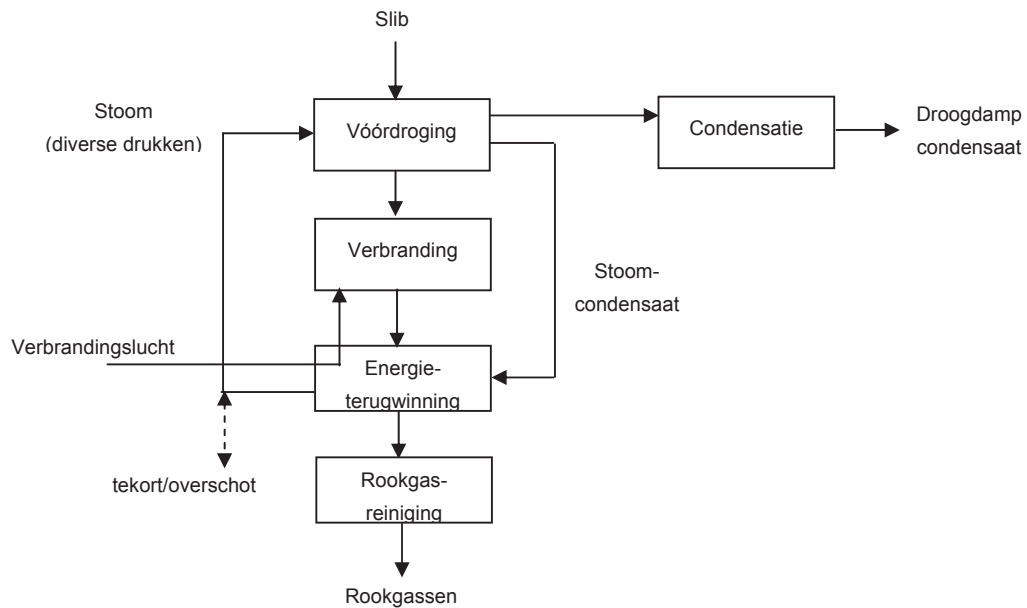 Slib
Stoom
(diverse drukken)
Vóórdroging
Condensatie
Droogdamp
condensaat
Verbranding
Stoom-
condensaat
Verbrandingslucht
Energie-
terugwinning
tekort/overschot
Rookgas-
reiniging
Rookgassen